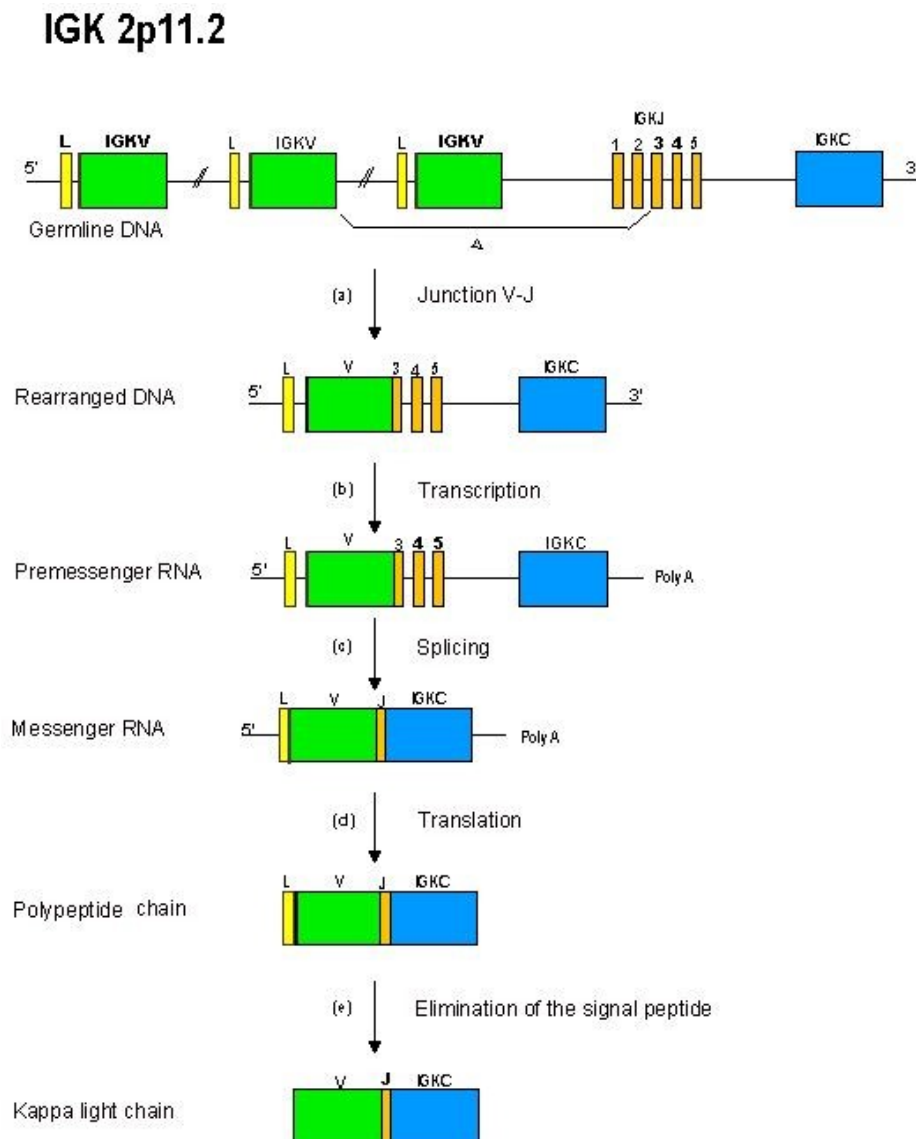 IGK 2p11.2
IGKJ
L IGKV L IGKV L IGKV 1 2 3 4 5 IGKC
5' // // 3'
Germline DNA
(a) Junction V-J
L V 3 4 5 IGKC
Rearranged DNA 5' 3'
(b) Transcription
L V 3 4 5 IGKC
Premessenger RNA 5' Poly A
(c) Splicing
L V J IGKC
Messenger RNA 5' Poly A
(d) Translation
L V J IGKC
Polypeptide chain
(e) Elimination of the signal peptide
V J IGKC
Kappa light chain